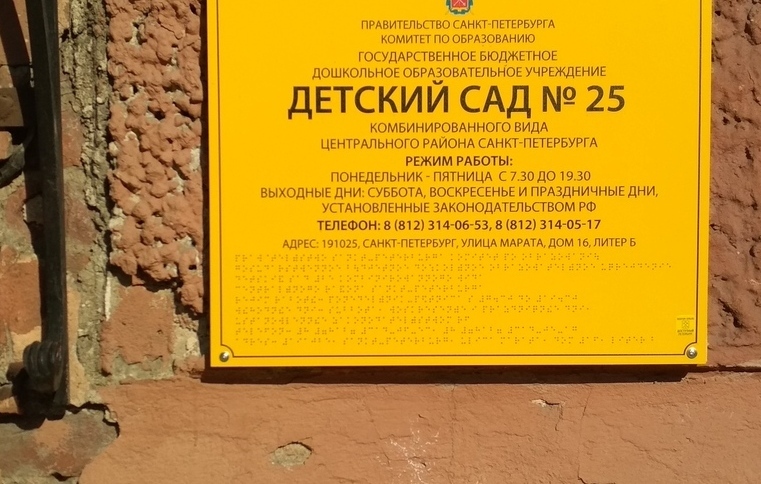 ПРАВИТЕЛЬСТВО САНКТ-ПЕТЕРБУРГА
КОМИТЕТ ПО ОБРАЗОВАНИЮ
ГОСУДАРСТВЕННОЕ БЮДЖЕТНОЕ
ДОШКОЛЬНОЕ ОБРАЗОВАТЕЛЬНОЕ УЧРЕЖДЕНИЕ
ДЕТСКИЙ САД № 25
КОМБИНИРОВАННОГО ВИДА
ЦЕНТРАЛЬНОГО РАЙОНА САНКТ-ПЕТЕРБУРГА
РЕЖИМ РАБОТЫ:
ПОНЕДЕЛЬНИК - ПЯТНИЦА С 7.30 ДО 19.30
ВЫХОДНЫЕ ДНИ: СУББОТА, ВОСКРЕСЕНЬЕ И ПРАЗДНИЧНЫЕ ДНИ,
УСТАНОВЛЕННЫЕ ЗАКОНОДАТЕЛЬСТВОМ РФ
ТЕЛЕФОН: 8 (812) 314-06-53, 8 (812) 314-05-17
АДРЕС: 191025, САНКТ-ПЕТЕРБУРГ, УЛИЦА МАРАТА, ДОМ 16, ЛИТЕР Б